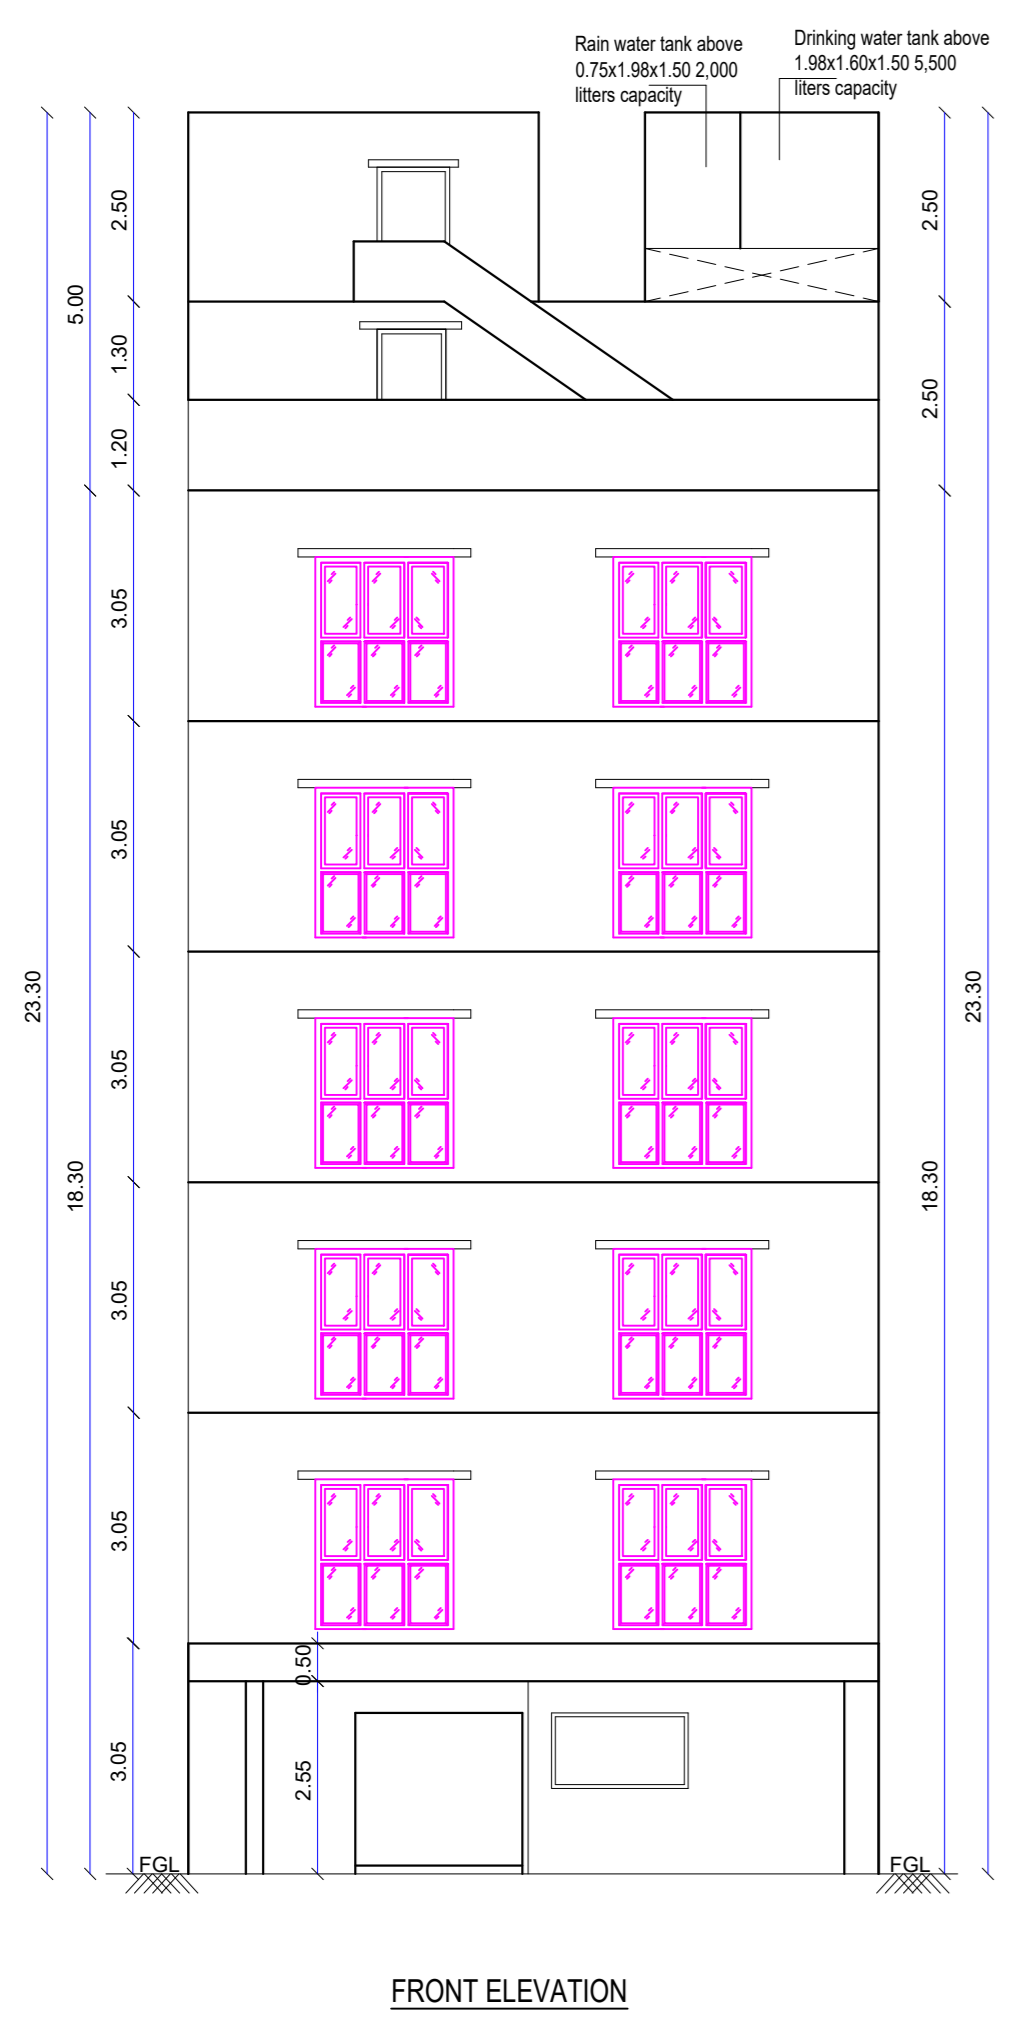 Rain water tank above
0.75x1.98x1.50 2,000
litters capacity
Drinking water tank above
1.98x1.60x1.50 5,500
liters capacity
2.50
2.50
5.00
1.30
2.50
1.20
3.05
3.05
23.30
23.30
3.05
18.30
18.30
3.05
3.05
0.50
3.05
2.55
FGL
FGL
FRONT ELEVATION